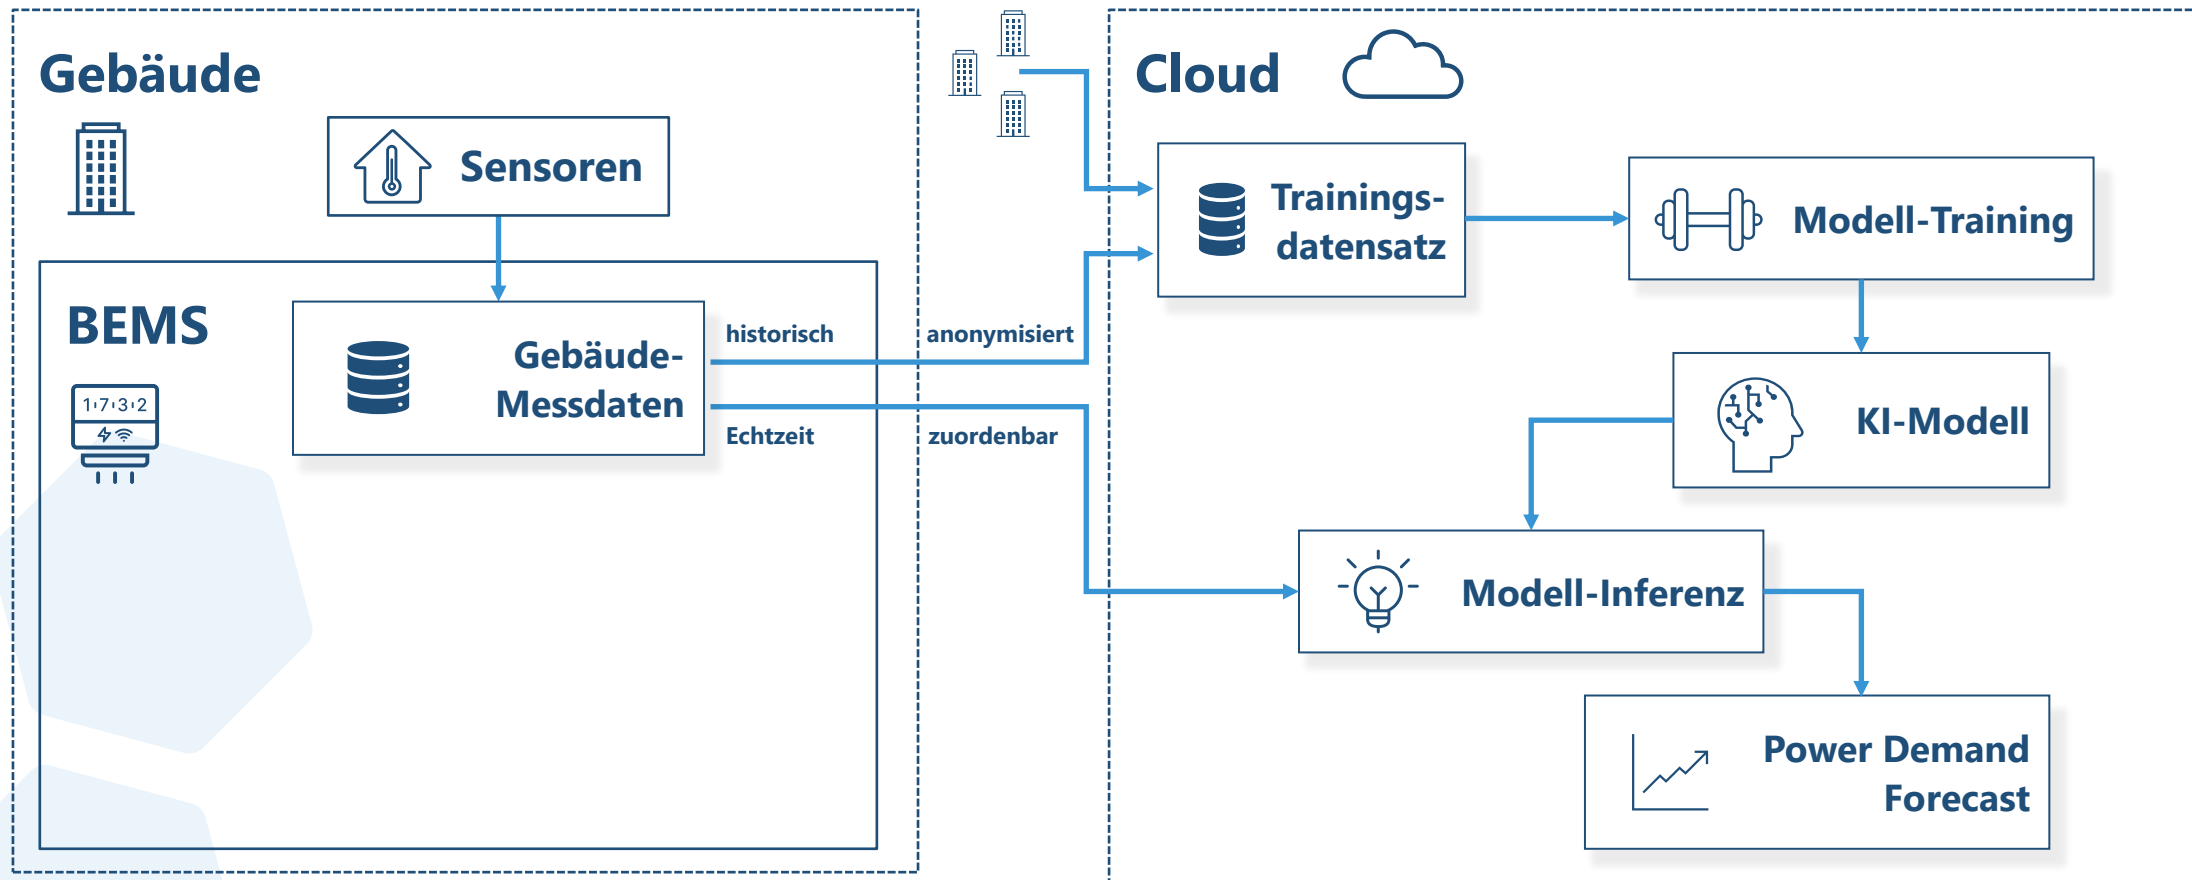 Gebäude
Sensoren
BEMS
1 7 3 2
Gebäude-
Messdaten
historisch
anonymisiert
Echtzeit
zuordenbar
Cloud
Trainings-
datensatz
Modell-Training
KI-Modell
Modell-Inferenz
Power Demand
Forecast